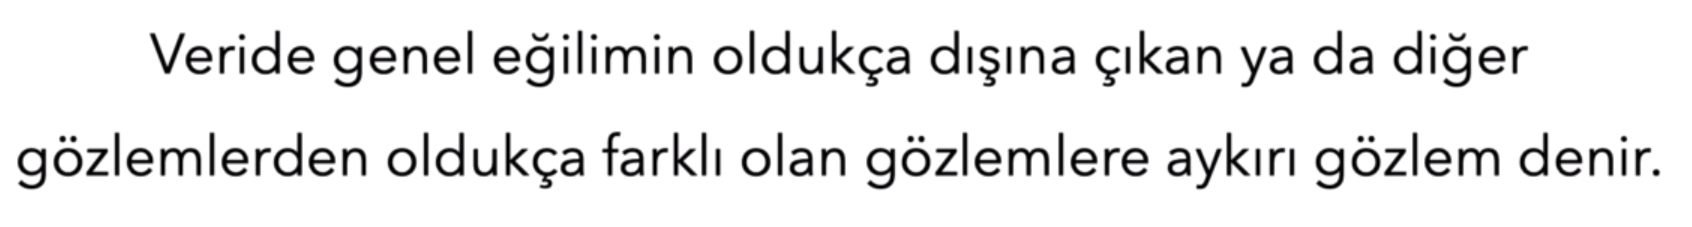 Veride genel eğilimin oldukça dışına çıkan ya da diğer
gözlemlerden oldukça farklı olan gözlemlere aykırı gözlem denir.